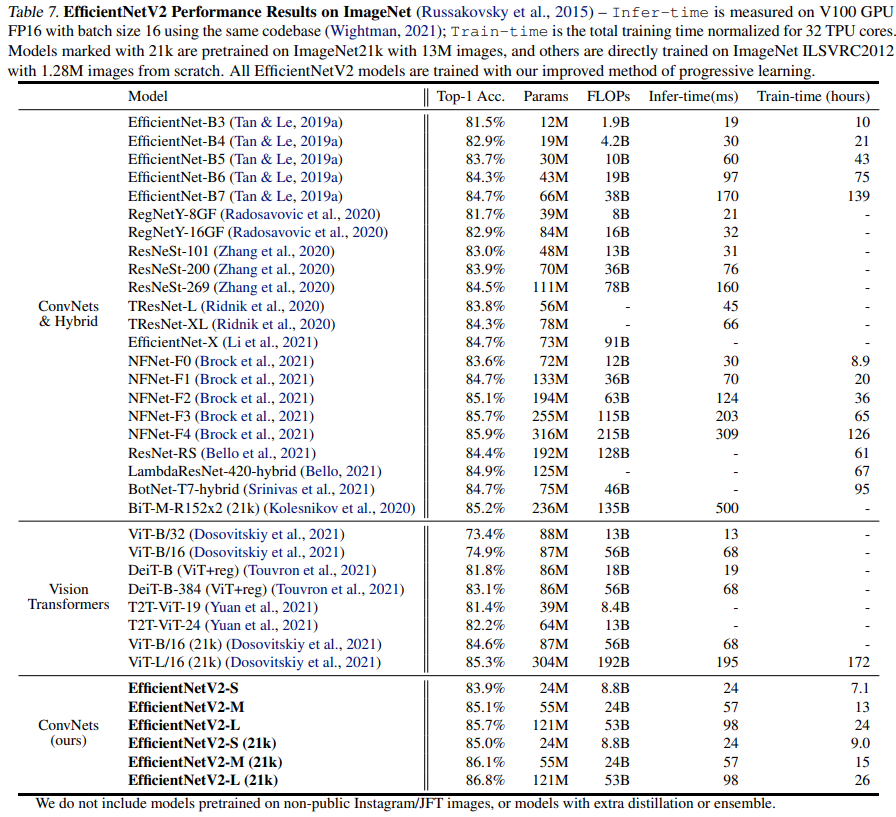 Table 7. EfficientNetV2 Performance Results on ImageNet (Russakovsky et al., 2015) – Infer-time is measured on V100 GPU
FP16 with batch size 16 using the same codebase (Wightman, 2021); Train-time is the total training time normalized for 32 TPU cores.
Models marked with 21k are pretrained on ImageNet21k with 13M images, and others are directly trained on ImageNet ILSVRC2012
with 1.28M images from scratch. All EfficientNetV2 models are trained with our improved method of progressive learning.
Model Top-1 Acc. Params FLOPs Infer-time(ms) Train-time (hours)
EfficientNet-B3 (Tan & Le, 2019a) 81.5% 12M 1.9B 19 10
EfficientNet-B4 (Tan & Le, 2019a) 82.9% 19M 4.2B 30 21
EfficientNet-B5 (Tan & Le, 2019a) 83.7% 30M 10B 60 43
EfficientNet-B6 (Tan & Le, 2019a) 84.3% 43M 19B 97 75
EfficientNet-B7 (Tan & Le, 2019a) 84.7% 66M 38B 170 139
RegNetY-8GF (Radosavovic et al., 2020) 81.7% 39M 8B 21 -
RegNetY-16GF (Radosavovic et al., 2020) 82.9% 84M 16B 32 -
ResNeSt-101 (Zhang et al., 2020) 83.0% 48M 13B 31 -
ResNeSt-200 (Zhang et al., 2020) 83.9% 70M 36B 76 -
ResNeSt-269 (Zhang et al., 2020) 84.5% 111M 78B 160 -
ConvNets
& Hybrid
TResNet-L (Ridnik et al., 2020) 83.8% 56M - 45 -
TResNet-XL (Ridnik et al., 2020) 84.3% 78M - 66 -
EfficientNet-X (Li et al., 2021) 84.7% 73M 91B - -
NFNet-F0 (Brock et al., 2021) 83.6% 72M 12B 30 8.9
NFNet-F1 (Brock et al., 2021) 84.7% 133M 36B 70 20
NFNet-F2 (Brock et al., 2021) 85.1% 194M 63B 124 36
NFNet-F3 (Brock et al., 2021) 85.7% 255M 115B 203 65
NFNet-F4 (Brock et al., 2021) 85.9% 316M 215B 309 126
ResNet-RS (Bello et al., 2021) 84.4% 192M 128B - 61
LambdaResNet-420-hybrid (Bello, 2021) 84.9% 125M - - 67
BotNet-T7-hybrid (Srinivas et al., 2021) 84.7% 75M 46B - 95
BiT-M-R152x2 (21k) (Kolesnikov et al., 2020) 85.2% 236M 135B 500 -
ViT-B/32 (Dosovitskiy et al., 2021) 73.4% 88M 13B 13 -
ViT-B/16 (Dosovitskiy et al., 2021) 74.9% 87M 56B 68 -
DeiT-B (ViT+reg) (Touvron et al., 2021) 81.8% 86M 18B 19 -
Vision
Transformers
DeiT-B-384 (ViT+reg) (Touvron et al., 2021) 83.1% 86M 56B 68 -
T2T-ViT-19 (Yuan et al., 2021) 81.4% 39M 8.4B - -
T2T-ViT-24 (Yuan et al., 2021) 82.2% 64M 13B - -
ViT-B/16 (21k) (Dosovitskiy et al., 2021) 84.6% 87M 56B 68 -
ViT-L/16 (21k) (Dosovitskiy et al., 2021) 85.3% 304M 192B 195 172
EfficientNetV2-S 83.9% 24M 8.8B 24 7.1
EfficientNetV2-M 85.1% 55M 24B 57 13
ConvNets
(ours)
EfficientNetV2-L 85.7% 121M 53B 98 24
EfficientNetV2-S (21k) 85.0% 24M 8.8B 24 9.0
EfficientNetV2-M (21k) 86.1% 55M 24B 57 15
EfficientNetV2-L (21k) 86.8% 121M 53B 98 26
We do not include models pretrained on non-public Instagram/JFT images, or models with extra distillation or ensemble.